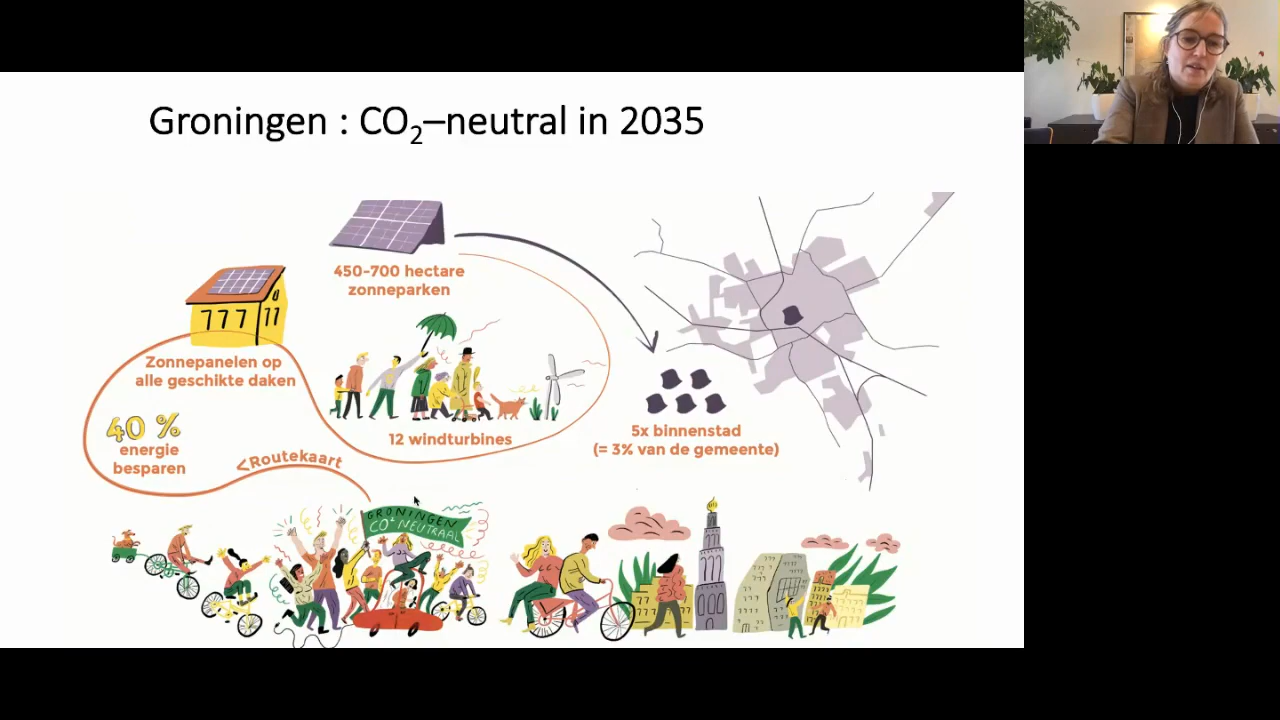 Groningen : CO₂–neutral in 2035
450-700 hectare
zonneparken
Zonnepanelen op
alle geschikte daken
40 %
energie
besparen
<Routekaart
12 windturbines
5x binnenstad
(= 3% van de gemeente)
GRONINGEN
CO² NEUTRAAL